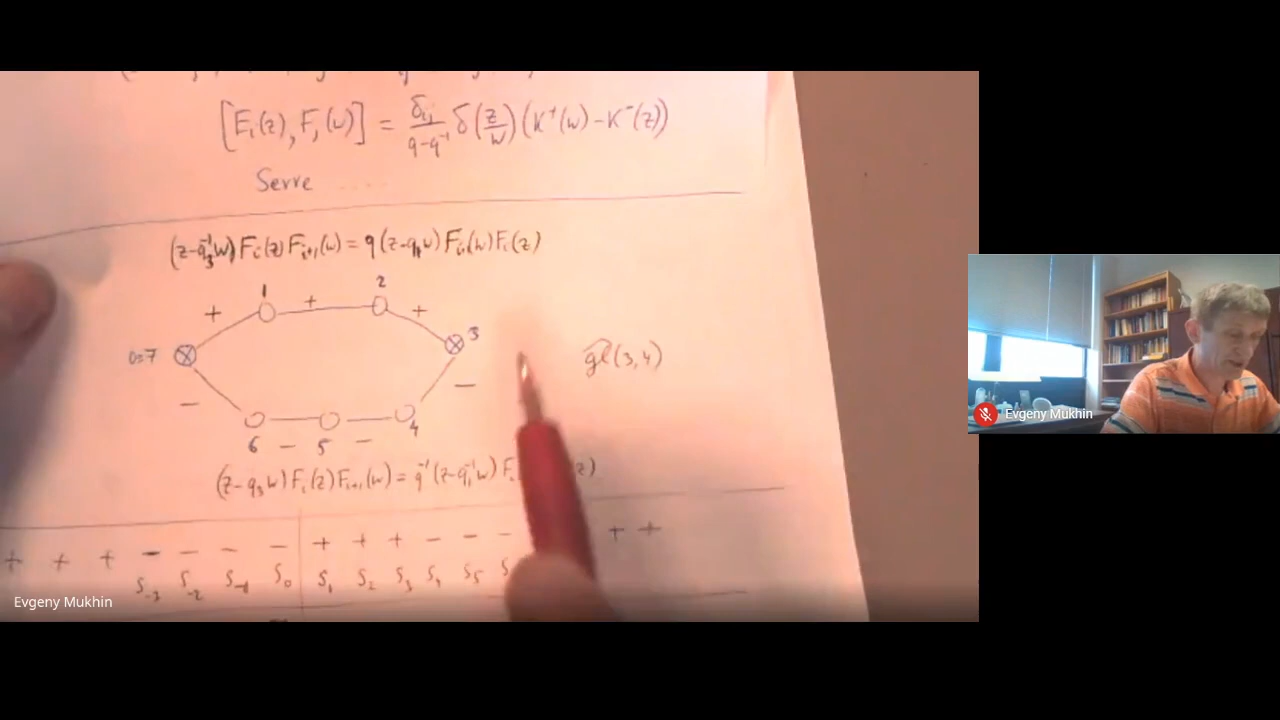 [E_i(z), F_j(w)] = δ_ij/(q-q^-1) δ(z/w) (K^+(w) - K^-(z))
Serre ....
(z-q_3^-1 w) F_i(z) F_i+1(w) = q (z-q_1 w) F_i+1(w) F_i(z)
1
2
+ + +
0=7
3
ĝl(3,4)
− −
6 − 5 − 4
(z-q_3 w) F_i(z) F_i+1(w) = q^-1 (z-q_1^-1 w) F
z)
+ + + − − − − + + + − − − + +
S_-3 S_-2 S_-1 S_0 S_1 S_2 S_3 S_4 S_5 S
Evgeny Mukhin
Evgeny Mukhin